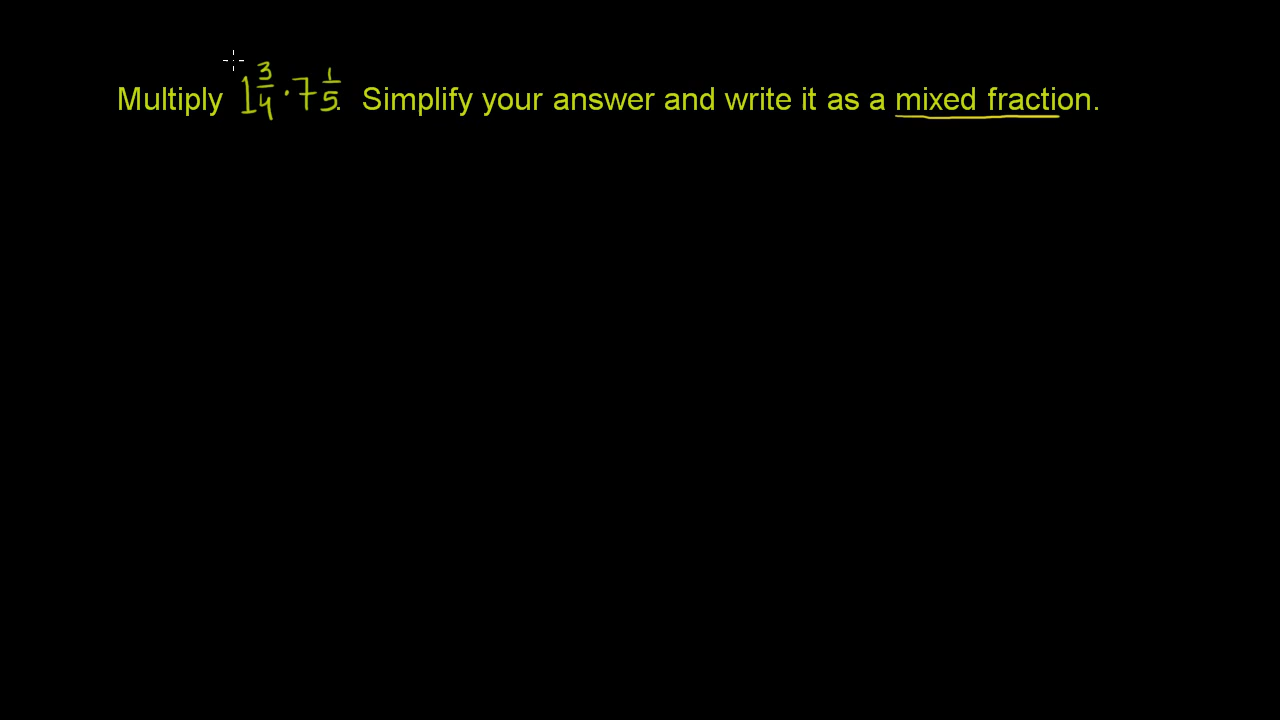 Multiply 1 3/4 · 7 1/5. Simplify your answer and write it as a mixed fraction.